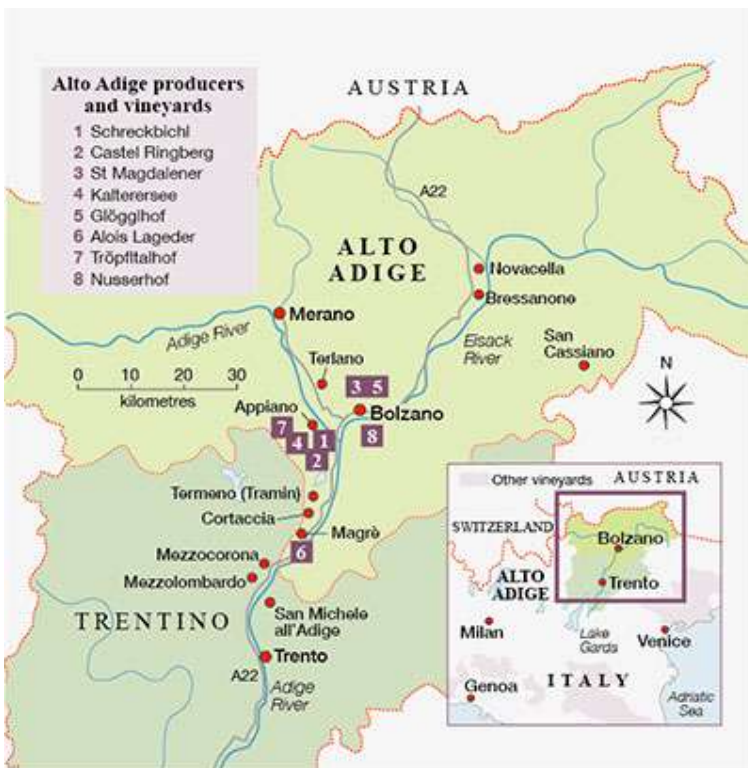 Alto Adige producers
and vineyards
1 Schreckbichl
2 Castel Ringberg
3 St Magdalener
4 Kalterersee
5 Glögglhof
6 Alois Lageder
7 Tröpfltalhof
8 Nusserhof
AUSTRIA
A22
ALTO
ADIGE
Novacella
Bressanone
Merano
Adige River
Eisack
River
San
Cassiano
N
Terlano
0 10 20 30
kilometres
3 5
Appiano
Bolzano
7
4
1
8
2
Termeno (Tramin)
Cortaccia
Magrè
6
Mezzocorona
Mezzolombardo
TRENTINO
San Michele
all'Adige
Trento
A22
Adige
River
Other vineyards
AUSTRIA
SWITZERLAND
Bolzano
ALTO
ADIGE
Trento
Milan
Lake
Gards
Venice
Genoa
ITALY
Adriatic
Sea